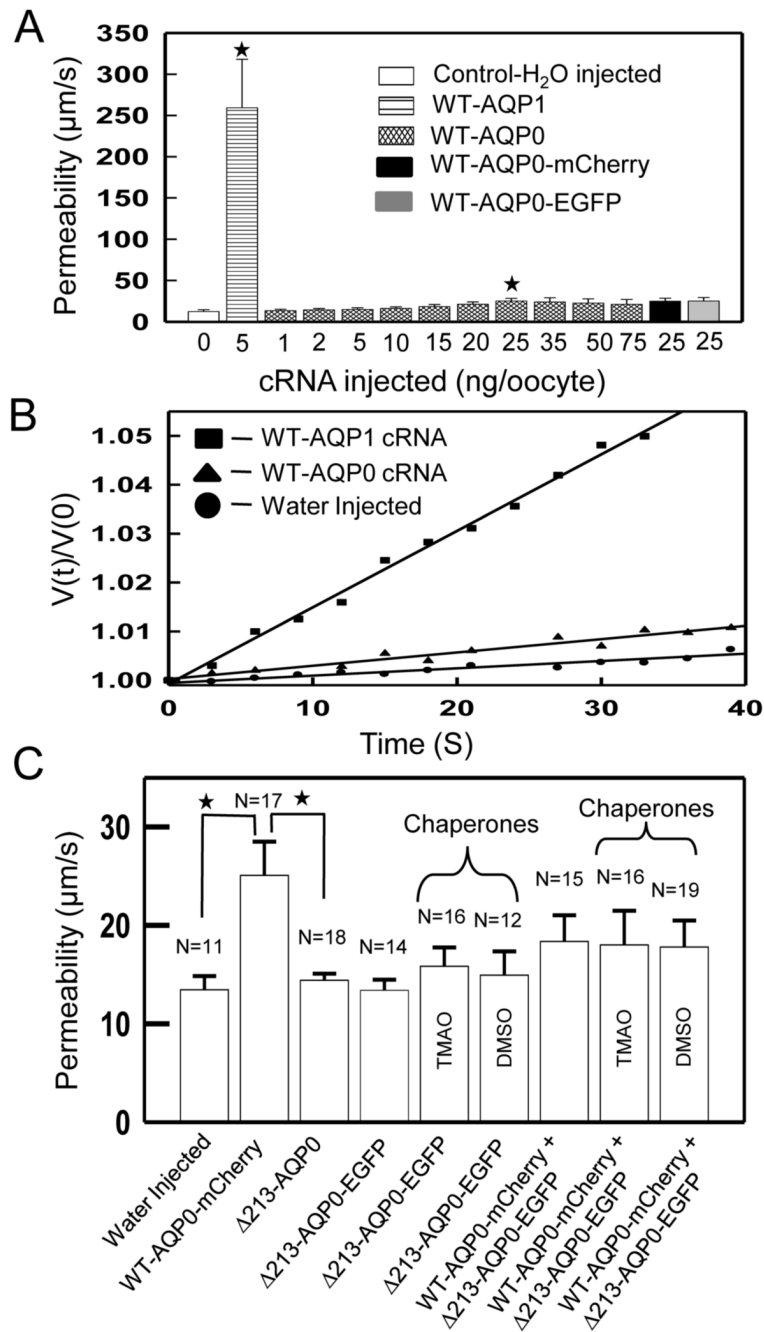 A
350
300
250
200
150
100
50
0
Permeability (µm/s)
★
★
Control-H₂O injected
WT-AQP1
WT-AQP0
WT-AQP0-mCherry
WT-AQP0-EGFP
0 5 1 2 5 10 15 20 25 35 50 75 25 25
cRNA injected (ng/oocyte)
B
1.05
1.04
1.03
1.02
1.01
1.00
V(t)/V(0)
WT-AQP1 cRNA
WT-AQP0 cRNA
Water Injected
0 10 20 30 40
Time (S)
C
30
20
10
0
Permeability (µm/s)
★ N=17 ★
Chaperones
Chaperones
N=11
N=18
N=14
N=16
N=12
N=15
N=16
N=19
TMAO
DMSO
TMAO
DMSO
Water Injected
WT-AQP0-mCherry
Δ213-AQP0
Δ213-AQP0-EGFP
Δ213-AQP0-EGFP
Δ213-AQP0-EGFP
WT-AQP0-mCherry +
Δ213-AQP0-EGFP
WT-AQP0-mCherry +
Δ213-AQP0-EGFP
WT-AQP0-mCherry +
Δ213-AQP0-EGFP